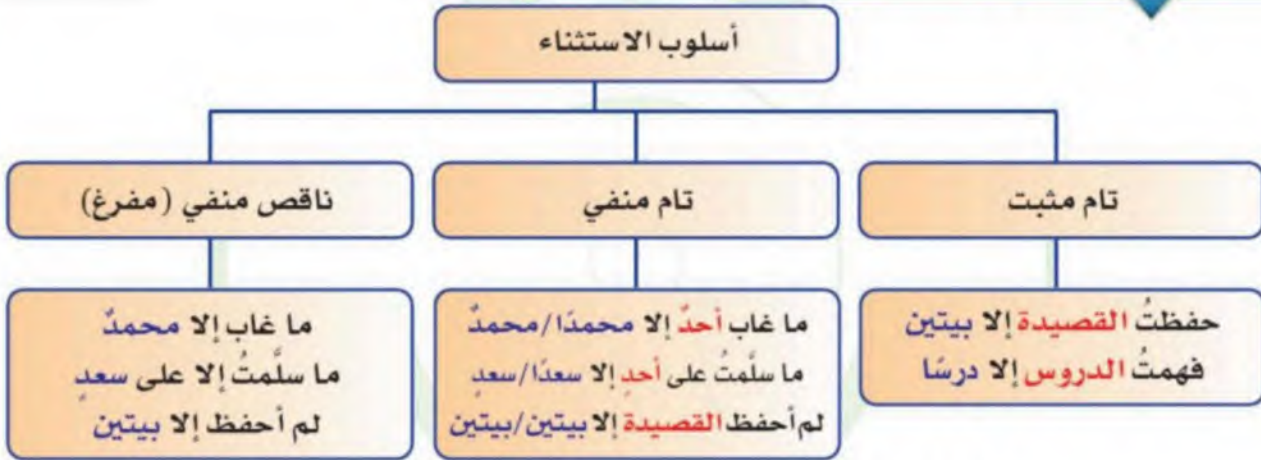 أسلوب الاستثناء
تام مثبت
تام منفي
ناقص منفي (مفرغ)
حفظتُ القصيدة إلا بيتين
فهمتُ الدروس إلا درسًا
ما غاب أحدٌ إلا محمدًا/محمدٌ
ما سلَّمتُ على أحدٍ إلا سعدًا/سعدٍ
لم أحفظ القصيدة إلا بيتين/بيتين
ما غاب إلا محمدٌ
ما سلَّمتُ إلا على سعدٍ
لم أحفظ إلا بيتين